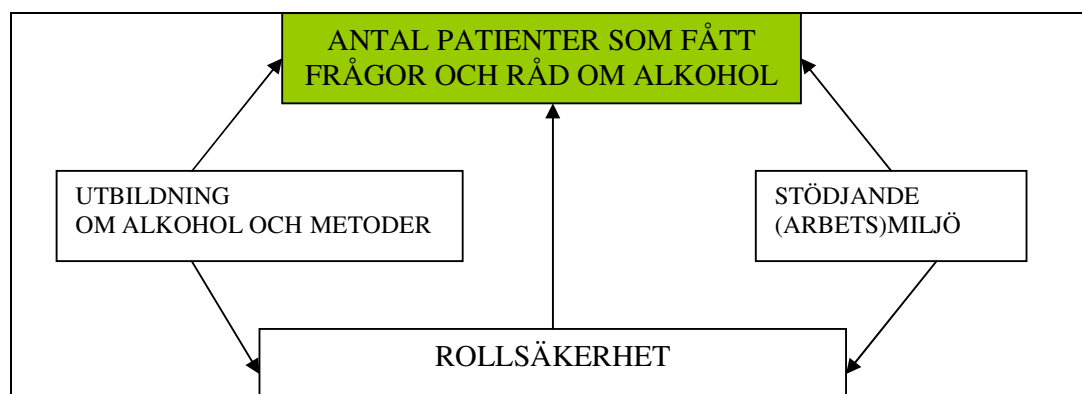 ANTAL PATIENTER SOM FÅTT
FRÅGOR OCH RÅD OM ALKOHOL
UTBILDNING
OM ALKOHOL OCH METODER
STÖDJANDE
(ARBETS)MILJÖ
ROLLSÄKERHET